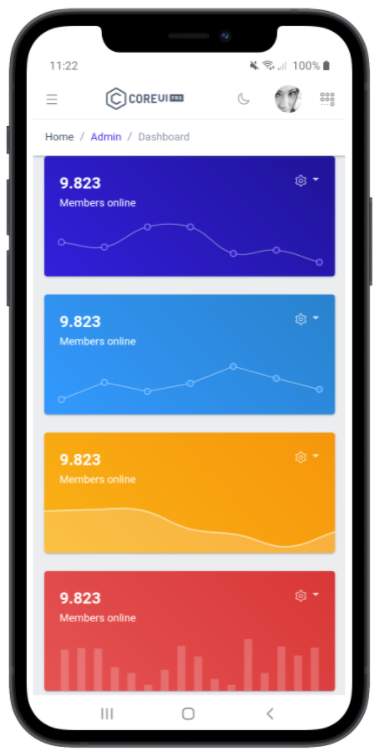 11:22 100%
COREUI PRO
Home / Admin / Dashboard
9.823
Members online
9.823
Members online
9.823
Members online
9.823
Members online